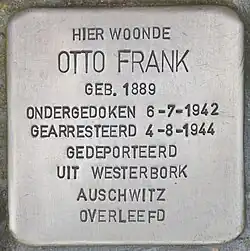 HIER WOONDE
OTTO FRANK
GEB. 1889
ONDERGEDOKEN 6-7-1942
GEARRESTEERD 4-8-1944
GEDEPORTEERD
UIT WESTERBORK
AUSCHWITZ
OVERLEEFD